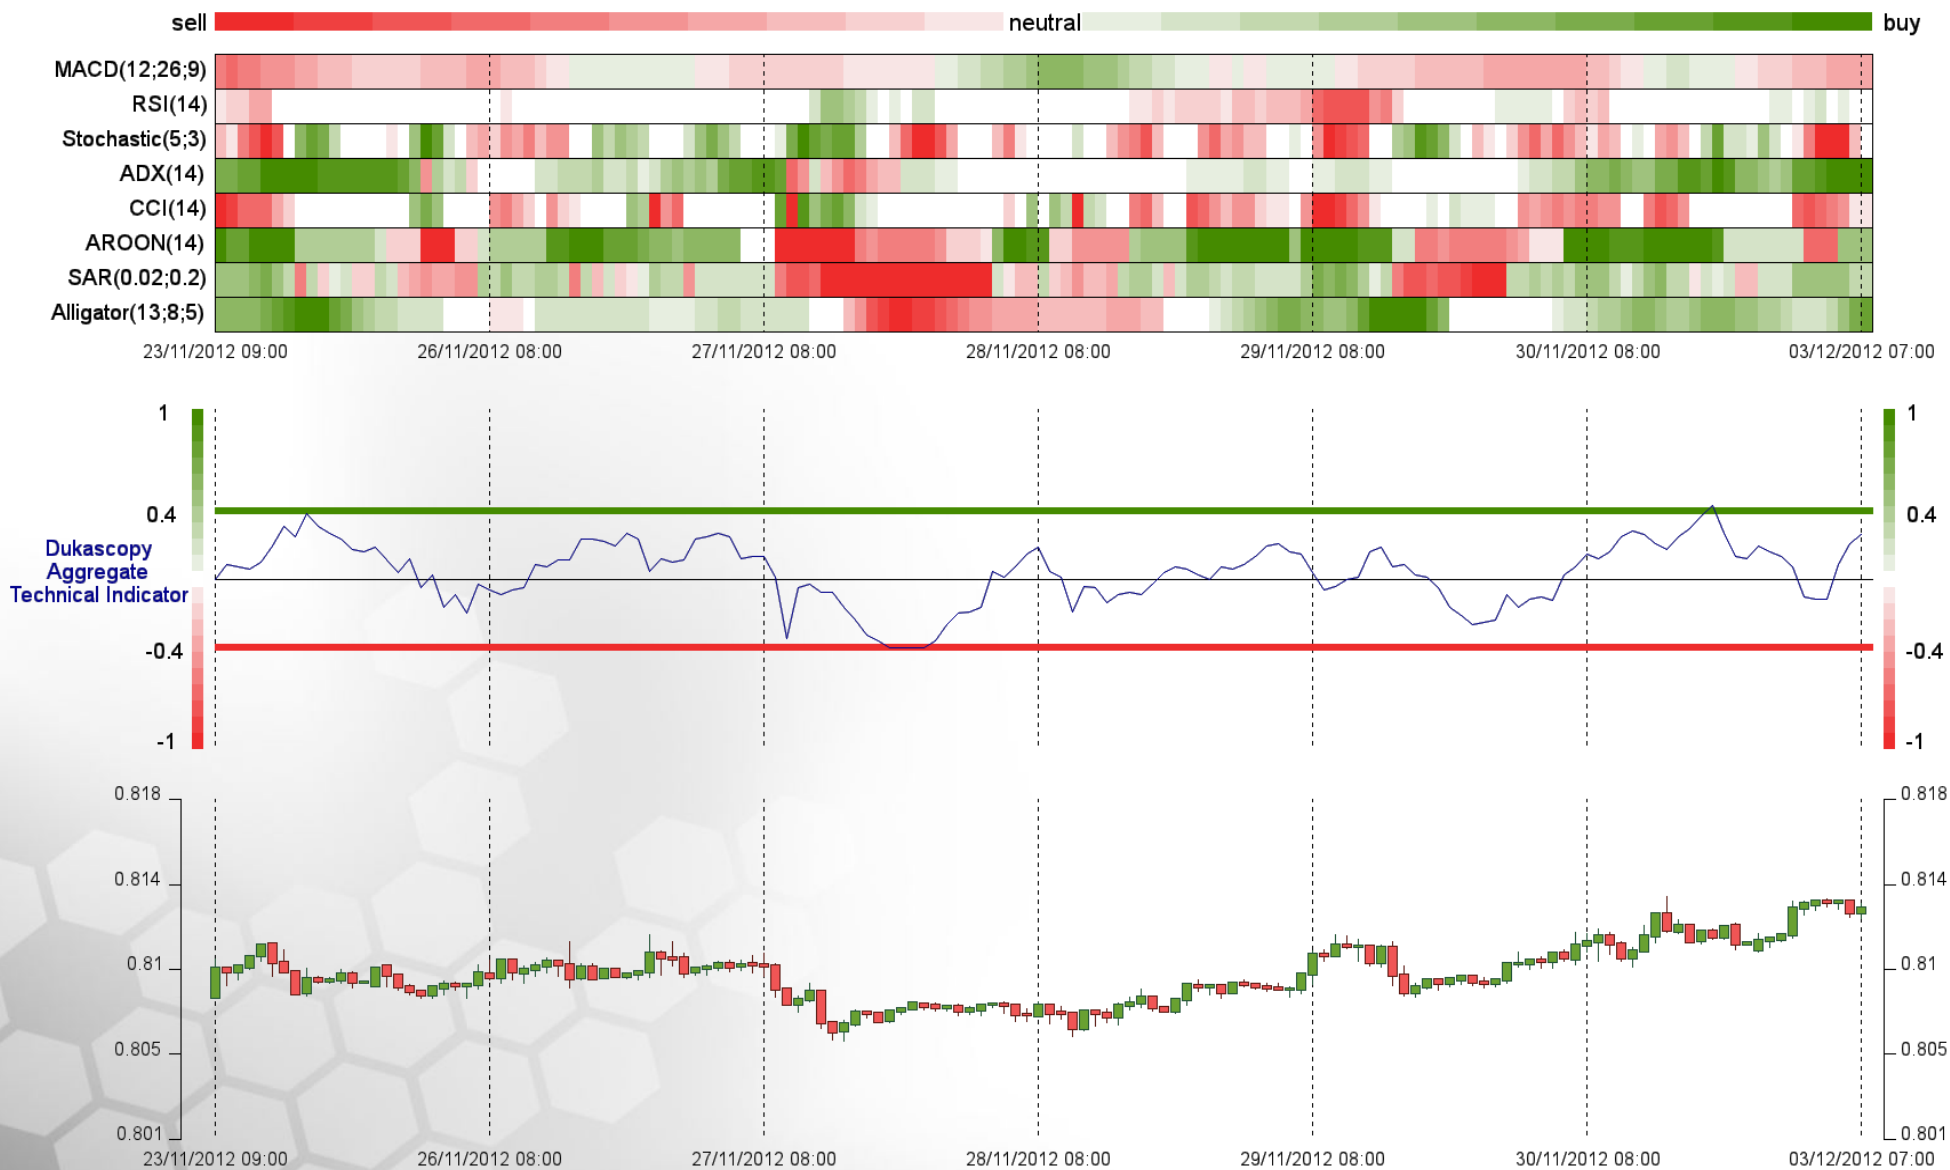 sell neutral buy
MACD(12;26;9)
RSI(14)
Stochastic(5;3)
ADX(14)
CCI(14)
AROON(14)
SAR(0.02;0.2)
Alligator(13;8;5)
23/11/2012 09:00 26/11/2012 08:00 27/11/2012 08:00 28/11/2012 08:00 29/11/2012 08:00 30/11/2012 08:00 03/12/2012 07:00
1 1
0.4 0.4
Dukascopy
Aggregate
Technical Indicator
-0.4 -0.4
-1 -1
0.818 0.818
0.814 0.814
0.81 0.81
0.805 0.805
0.801 0.801
23/11/2012 09:00 26/11/2012 08:00 27/11/2012 08:00 28/11/2012 08:00 29/11/2012 08:00 30/11/2012 08:00 03/12/2012 07:00